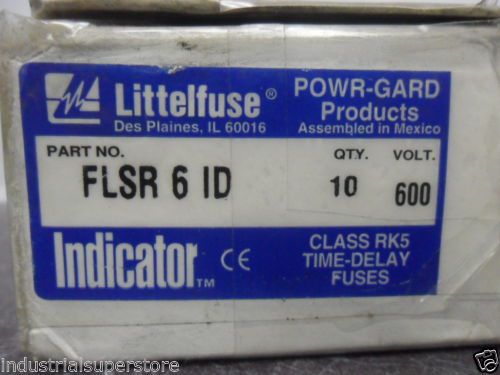 Littelfuse®
Des Plaines, IL 60016
POWR-GARD
Products
Assembled in Mexico
PART NO.
QTY.
VOLT.
FLSR 6 ID
10
600
Indicator™
CE
CLASS RK5
TIME-DELAY
FUSES
industrialsuperstore